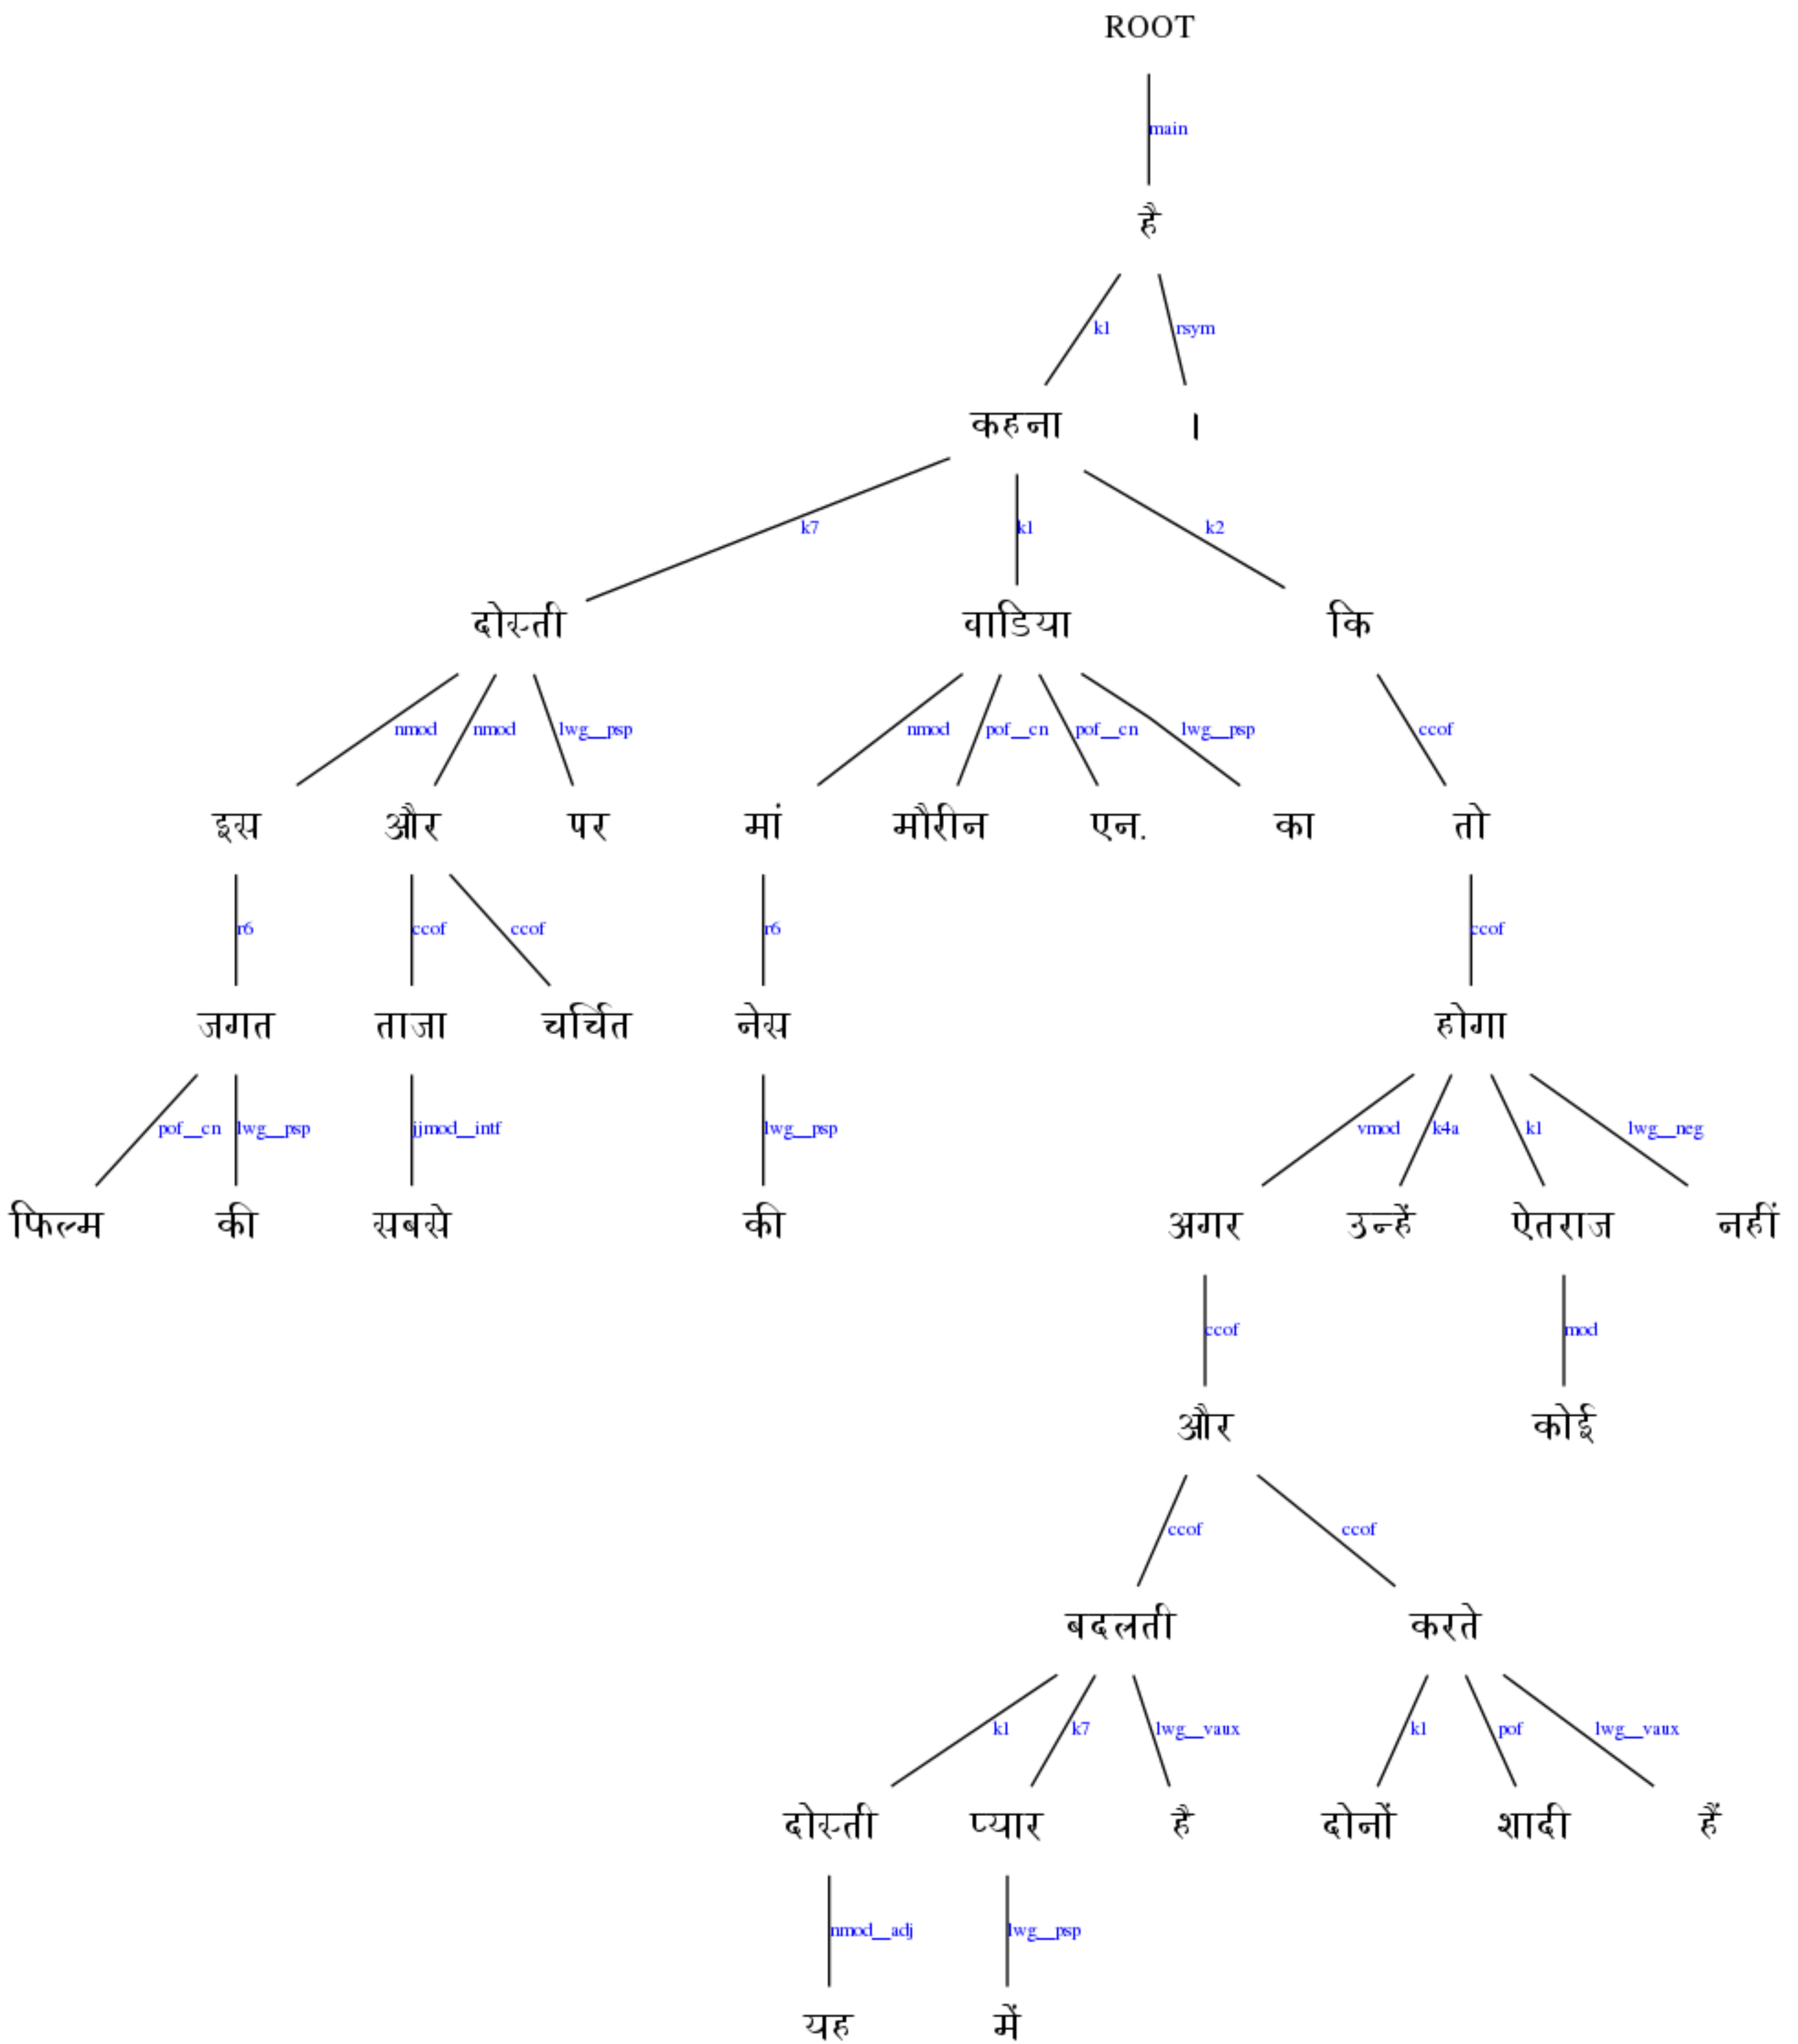 ROOT
main
है
k1 rsym
कहना ।
k7 k1 k2
दोस्ती वाडिया कि
nmod nmod lwg__psp nmod pof__cn pof__cn lwg__psp ccof
इस और पर मां मौरीन एन. का तो
r6 ccof ccof r6 ccof
जगत ताजा चर्चित नेस होगा
pof__cn lwg__psp jjmod__intf lwg__psp vmod k4a k1 lwg__neg
फिल्म की सबसे की अगर उन्हें ऐतराज नहीं
ccof mod
और कोई
ccof ccof
बदलती करते
k1 k7 lwg__vaux k1 pof lwg__vaux
दोस्ती प्यार है दोनों शादी हैं
nmod__adj lwg__psp
यह में